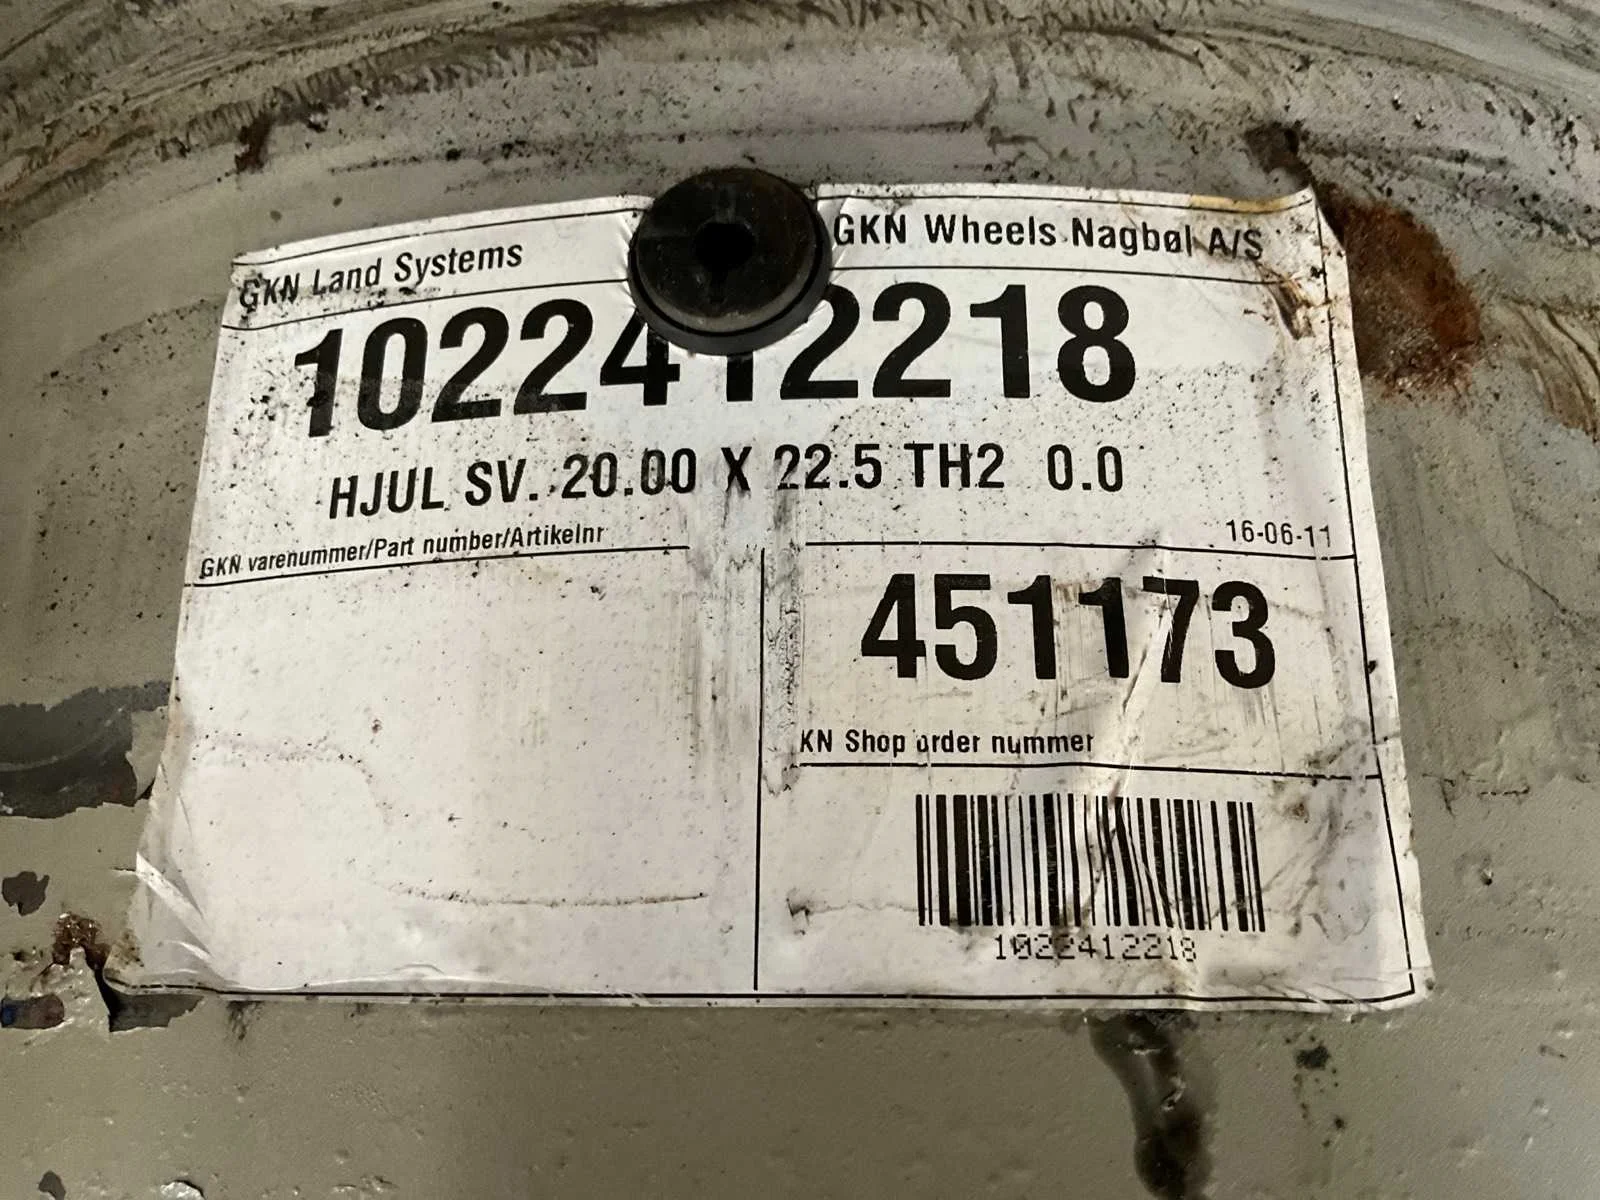 GKN Land Systems GKN Wheels Nagbøl A/S
1022412218
HJUL SV. 20.00 X 22.5 TH2 0.0
GKN varenummer/Part number/Artikelnr
16-06-11
451173
KN Shop order nummer
1022412218